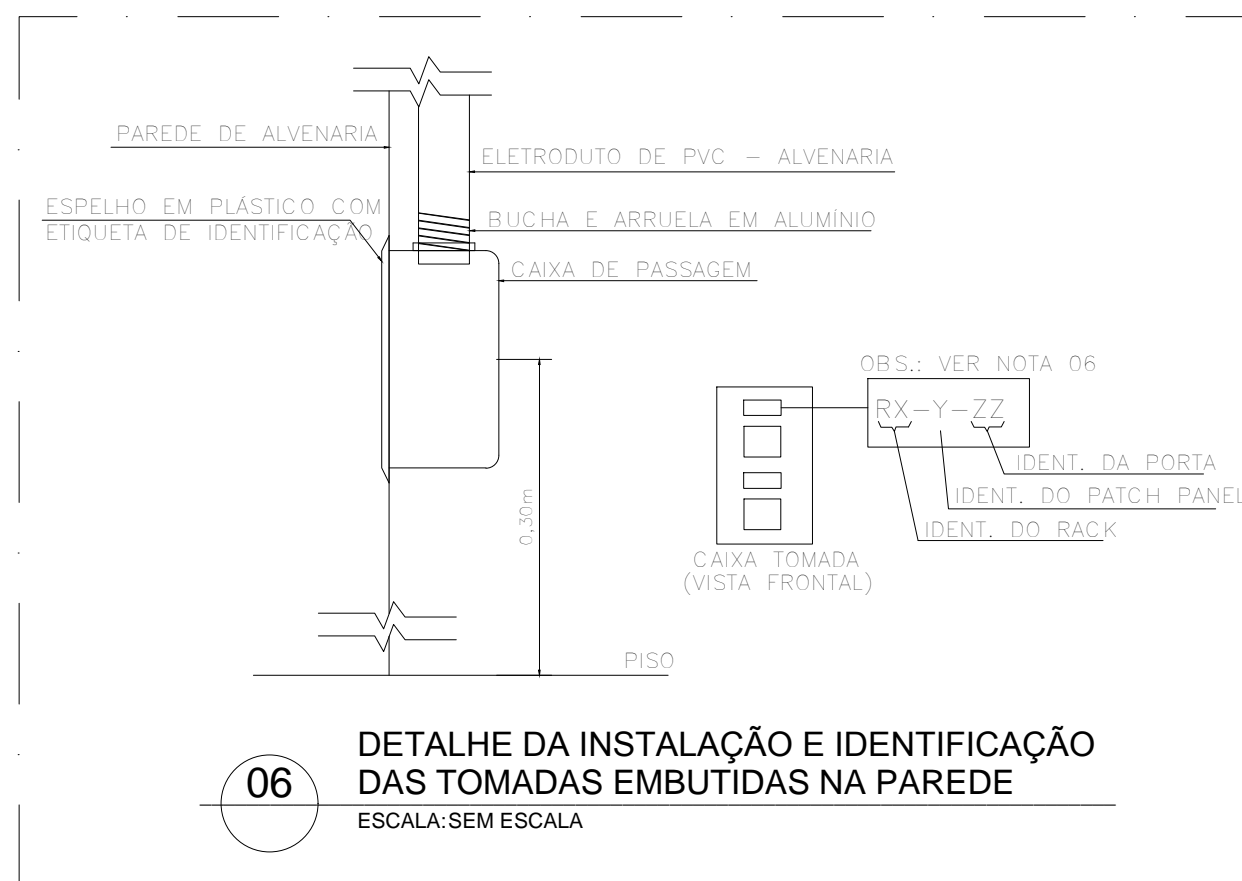 PAREDE DE ALVENARIA
ELETRODUTO DE PVC – ALVENARIA
ESPELHO EM PLÁSTICO COM
ETIQUETA DE IDENTIFICAÇÃO
BUCHA E ARRUELA EM ALUMÍNIO
CAIXA DE PASSAGEM
OBS.: VER NOTA 06
RX-Y-ZZ
IDENT. DA PORTA
IDENT. DO PATCH PANEL
IDENT. DO RACK
0,30m
CAIXA TOMADA
(VISTA FRONTAL)
PISO
06
DETALHE DA INSTALAÇÃO E IDENTIFICAÇÃO
DAS TOMADAS EMBUTIDAS NA PAREDE
ESCALA:SEM ESCALA